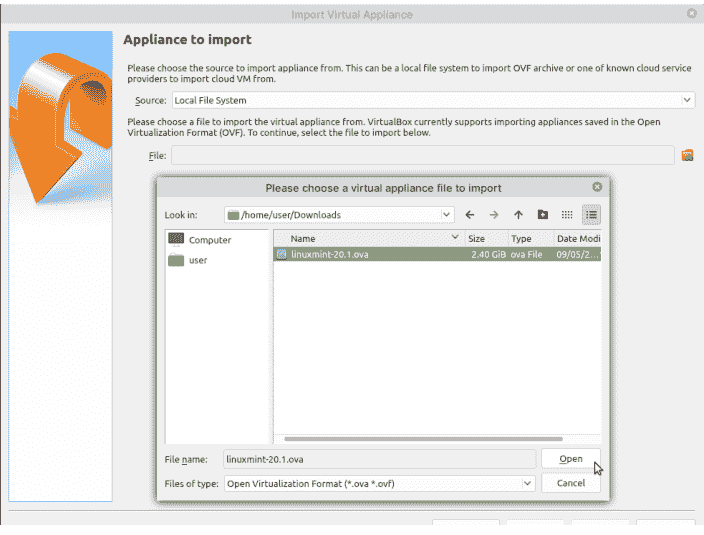 Import Virtual Appliance
Appliance to import
Please choose the source to import appliance from. This can be a local file system to import OVF archive or one of known cloud service
providers to import cloud VM from.
Source: Local File System
Please choose a file to import the virtual appliance from. VirtualBox currently supports importing appliances saved in the Open
Virtualization Format (OVF). To continue, select the file to import below.
File:
Please choose a virtual appliance file to import
Look in: /home/user/Downloads
Computer
user
Name Size Type Date Modi
linuxmint-20.1.ova 2.40 GiB ova File 09/05/2...
File name: linuxmint-20.1.ova Open
Files of type: Open Virtualization Format (*.ova *.ovf) Cancel